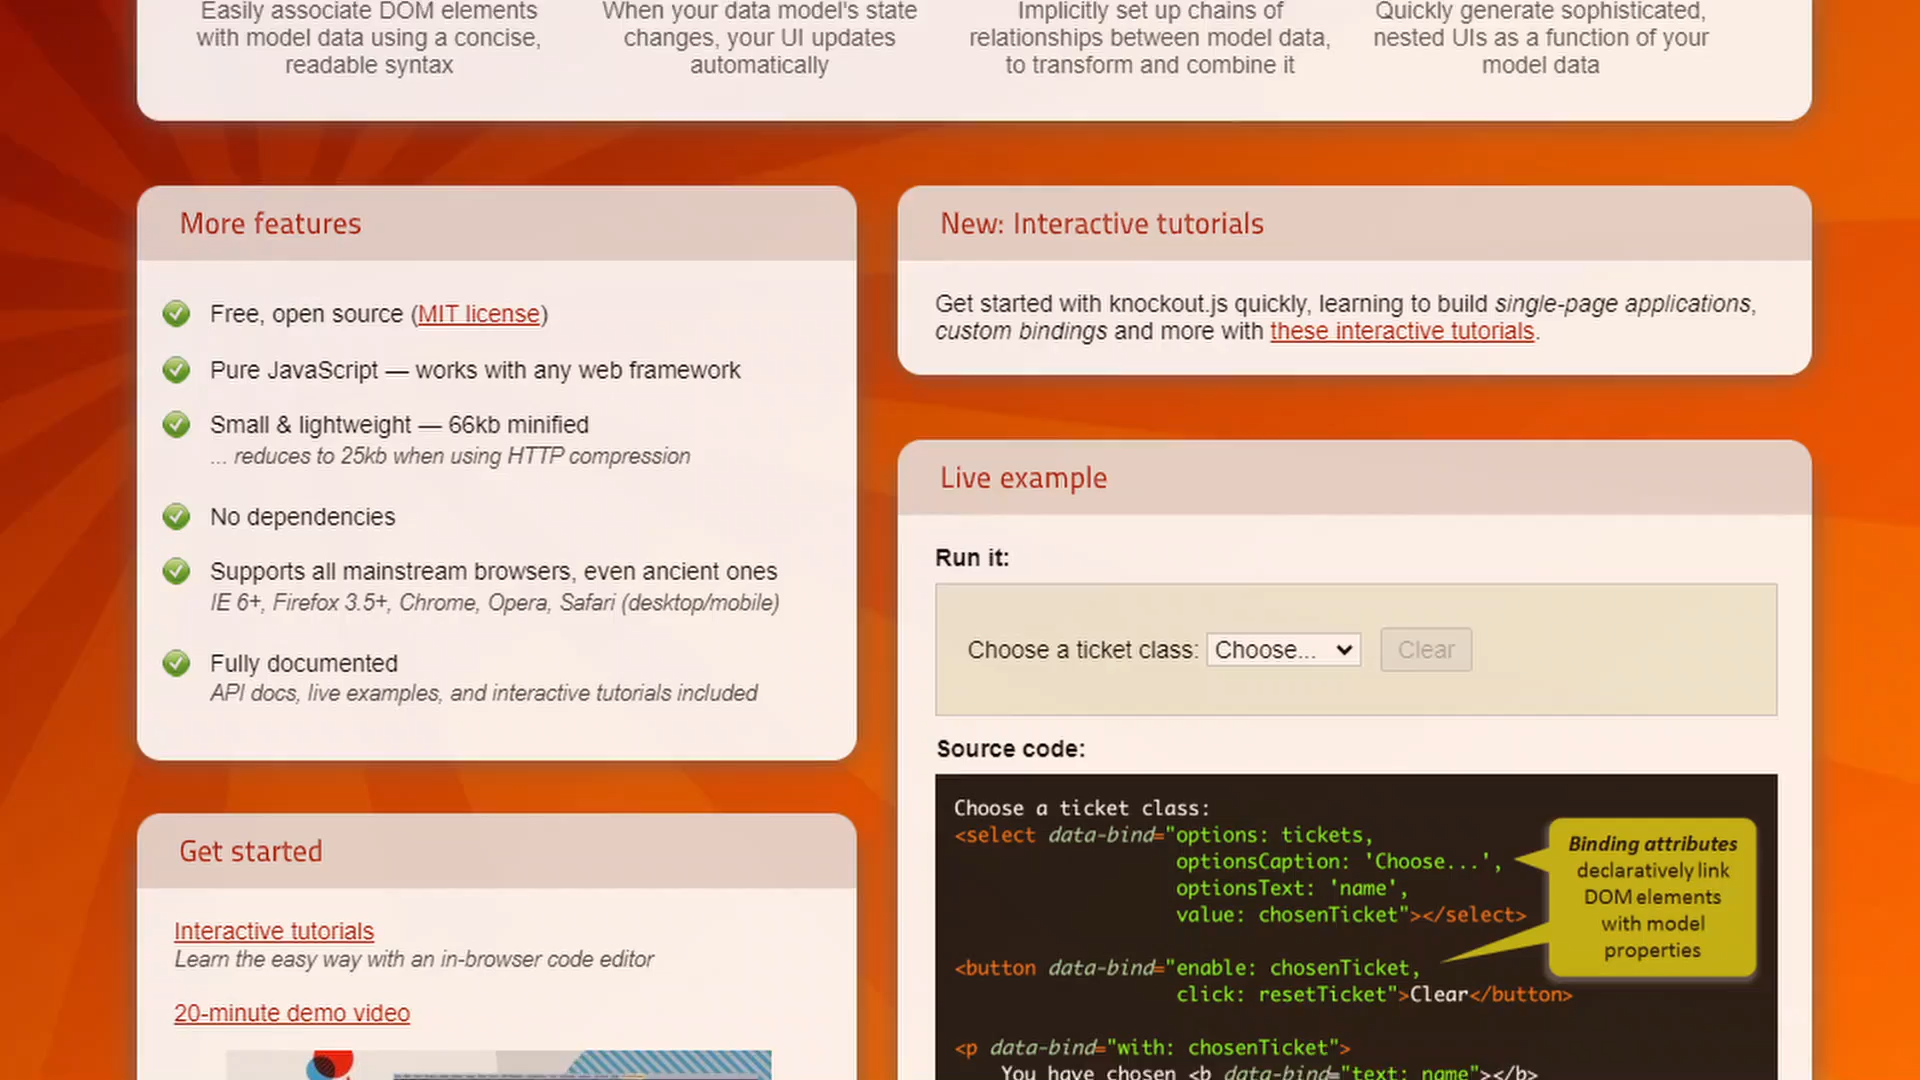 Easily associate DOM elements
with model data using a concise,
readable syntax
When your data model's state
changes, your UI updates
automatically
Implicitly set up chains of
relationships between model data,
to transform and combine it
Quickly generate sophisticated,
nested UIs as a function of your
model data
More features
Free, open source (MIT license)
Pure JavaScript — works with any web framework
Small & lightweight — 66kb minified
... reduces to 25kb when using HTTP compression
No dependencies
Supports all mainstream browsers, even ancient ones
IE 6+, Firefox 3.5+, Chrome, Opera, Safari (desktop/mobile)
Fully documented
API docs, live examples, and interactive tutorials included
Get started
Interactive tutorials
Learn the easy way with an in-browser code editor
20-minute demo video
New: Interactive tutorials
Get started with knockout.js quickly, learning to build single-page applications,
custom bindings and more with these interactive tutorials.
Live example
Run it:
Choose a ticket class: Choose... Clear
Source code:
Choose a ticket class:
<select data-bind="options: tickets,
optionsCaption: 'Choose...',
optionsText: 'name',
value: chosenTicket"></select>
<button data-bind="enable: chosenTicket,
click: resetTicket">Clear</button>
<p data-bind="with: chosenTicket">
You have chosen <b data-bind="text: name"></b>
Binding attributes
declaratively link
DOM elements
with model
properties